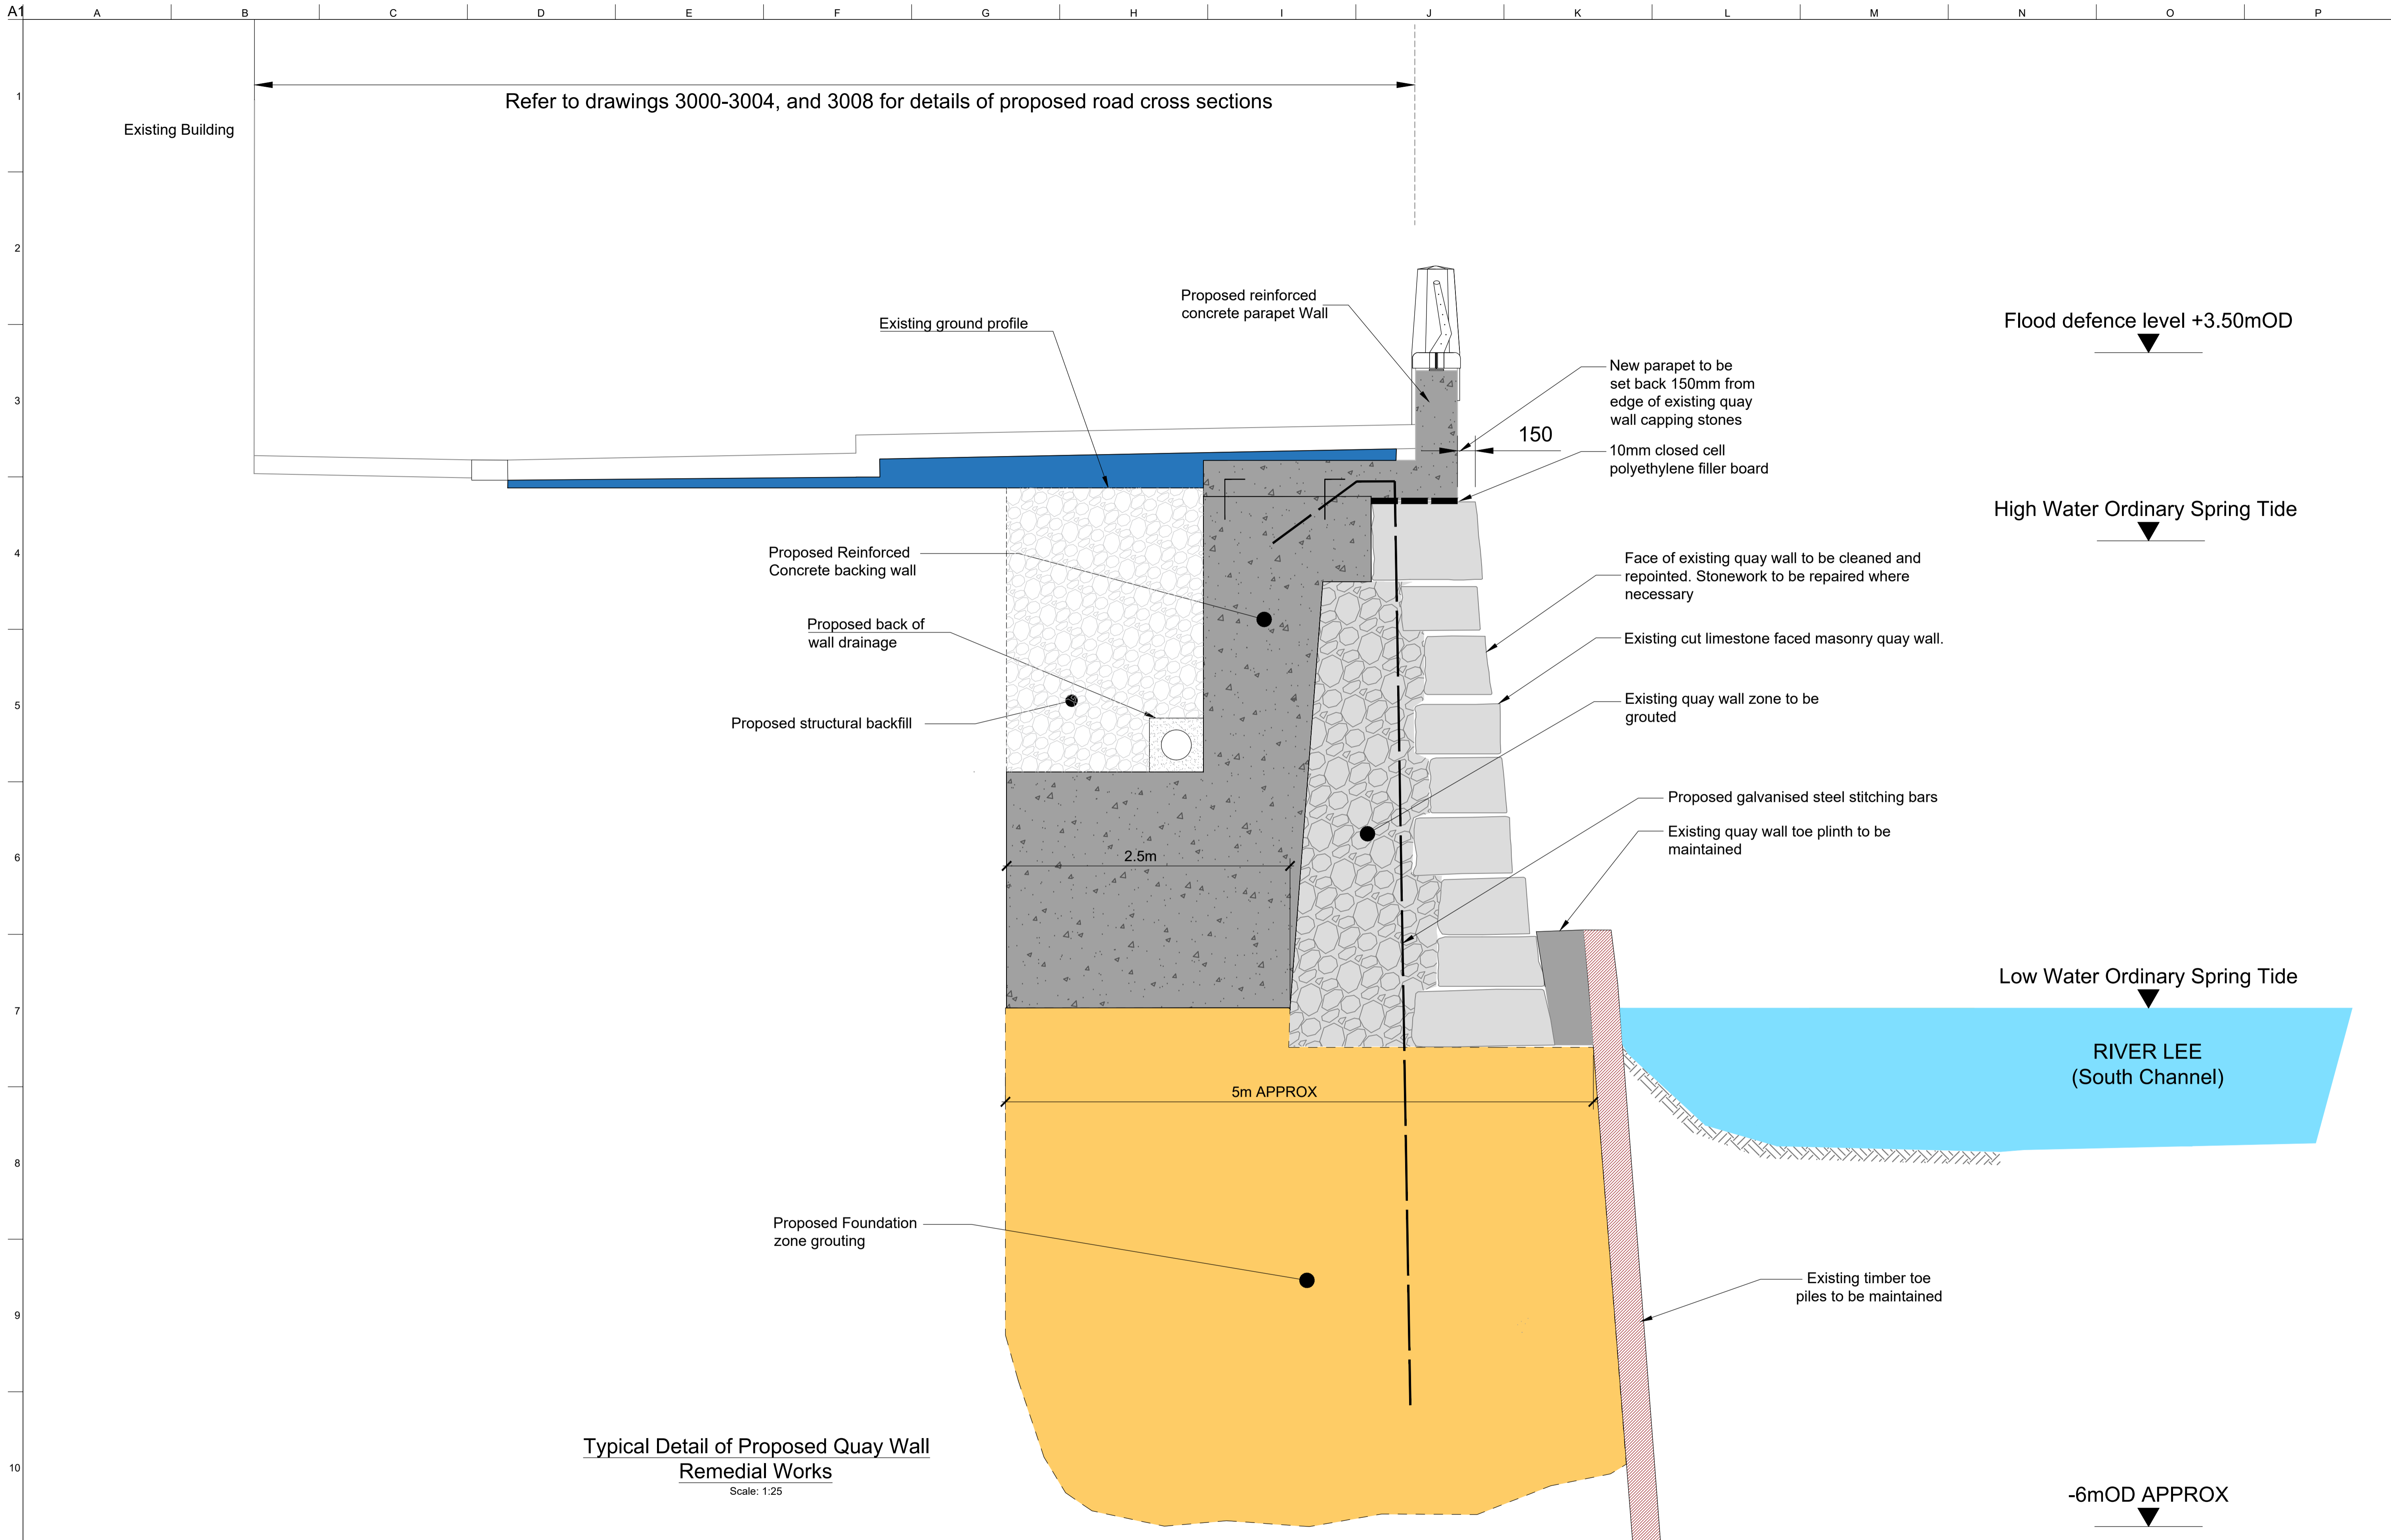 A1
A B C D E F G H I J K L M N O P
1
2
3
4
5
6
7
8
9
10
Refer to drawings 3000-3004, and 3008 for details of proposed road cross sections
Existing Building
Existing ground profile
Proposed reinforced
concrete parapet Wall
Flood defence level +3.50mOD
New parapet to be
set back 150mm from
edge of existing quay
wall capping stones
150
10mm closed cell
polyethylene filler board
High Water Ordinary Spring Tide
Proposed Reinforced
Concrete backing wall
Face of existing quay wall to be cleaned and
repointed. Stonework to be repaired where
necessary
Proposed back of
wall drainage
Existing cut limestone faced masonry quay wall.
Existing quay wall zone to be
grouted
Proposed structural backfill
Proposed galvanised steel stitching bars
Existing quay wall toe plinth to be
maintained
2.5m
Low Water Ordinary Spring Tide
RIVER LEE
(South Channel)
5m APPROX
Proposed Foundation
zone grouting
Existing timber toe
piles to be maintained
Typical Detail of Proposed Quay Wall
Remedial Works
Scale: 1:25
-6mOD APPROX